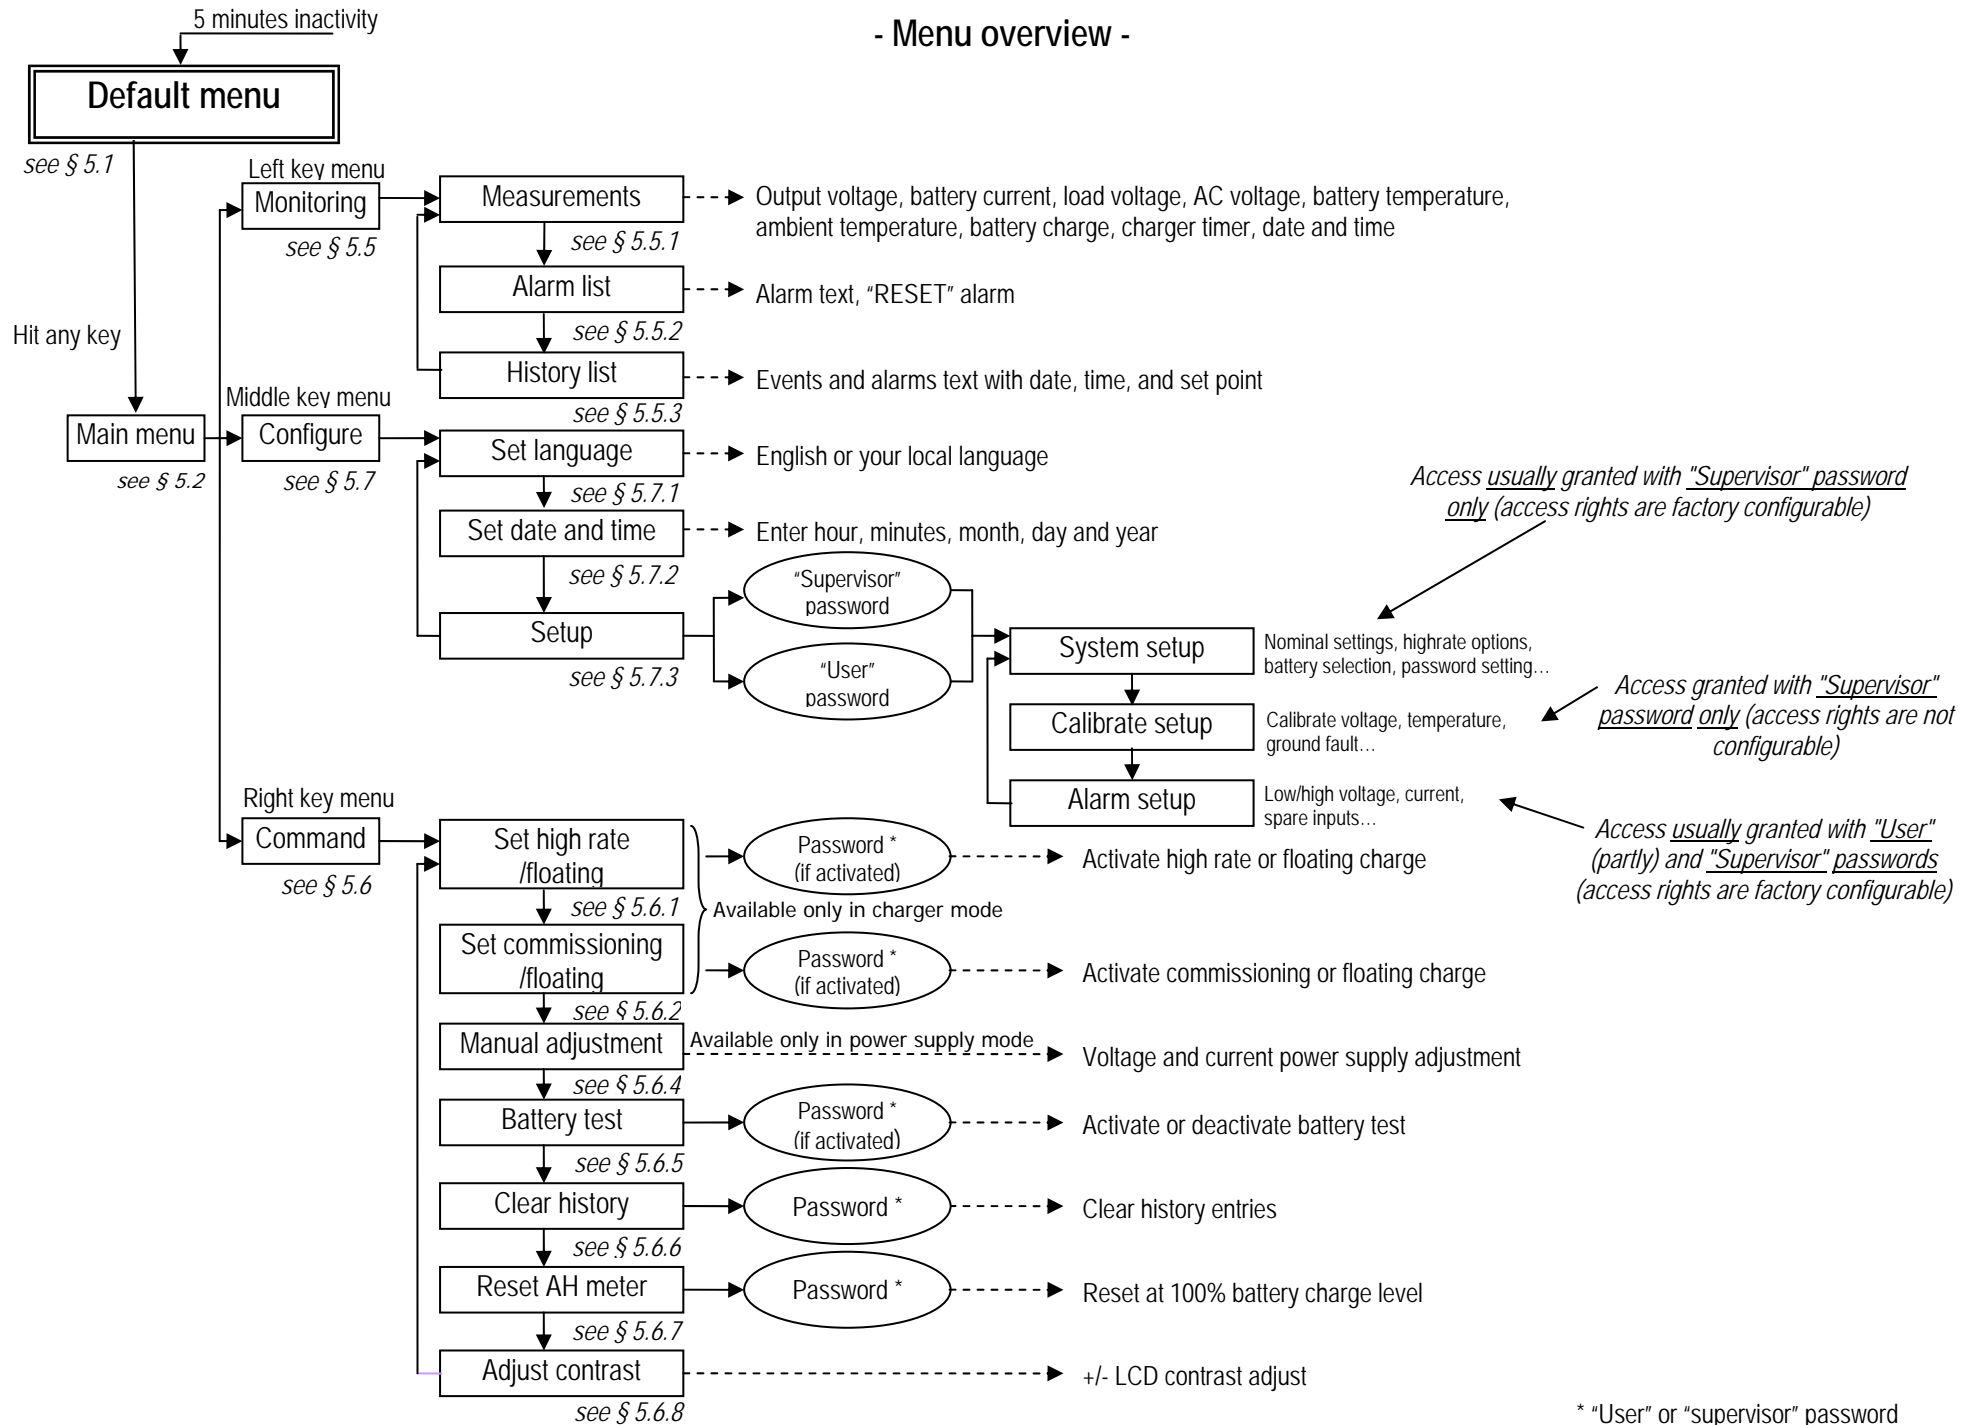 5 minutes inactivity
- Menu overview -
Default menu
see § 5.1
Hit any key
Main menu
see § 5.2
Left key menu
Monitoring
see § 5.5
Measurements
see § 5.5.1
Output voltage, battery current, load voltage, AC voltage, battery temperature,
ambient temperature, battery charge, charger timer, date and time
Alarm list
see § 5.5.2
Alarm text, “RESET” alarm
History list
see § 5.5.3
Events and alarms text with date, time, and set point
Middle key menu
Configure
see § 5.7
Set language
see § 5.7.1
English or your local language
Set date and time
see § 5.7.2
Enter hour, minutes, month, day and year
Setup
see § 5.7.3
“Supervisor”
password
“User”
password
System setup
Nominal settings, highrate options,
battery selection, password setting…
Access usually granted with "Supervisor" password
only (access rights are factory configurable)
Calibrate setup
Calibrate voltage, temperature,
ground fault…
Access granted with "Supervisor"
password only (access rights are not
configurable)
Alarm setup
Low/high voltage, current,
spare inputs…
Access usually granted with "User"
(partly) and "Supervisor" passwords
(access rights are factory configurable)
Right key menu
Command
see § 5.6
Set high rate
/floating
see § 5.6.1
Password *
(if activated)
Activate high rate or floating charge
Available only in charger mode
Set commissioning
/floating
see § 5.6.2
Password *
(if activated)
Activate commissioning or floating charge
Manual adjustment
see § 5.6.4
Available only in power supply mode
Voltage and current power supply adjustment
Battery test
see § 5.6.5
Password *
(if activated)
Activate or deactivate battery test
Clear history
see § 5.6.6
Password *
Clear history entries
Reset AH meter
see § 5.6.7
Password *
Reset at 100% battery charge level
Adjust contrast
see § 5.6.8
+/- LCD contrast adjust
* “User” or “supervisor” password